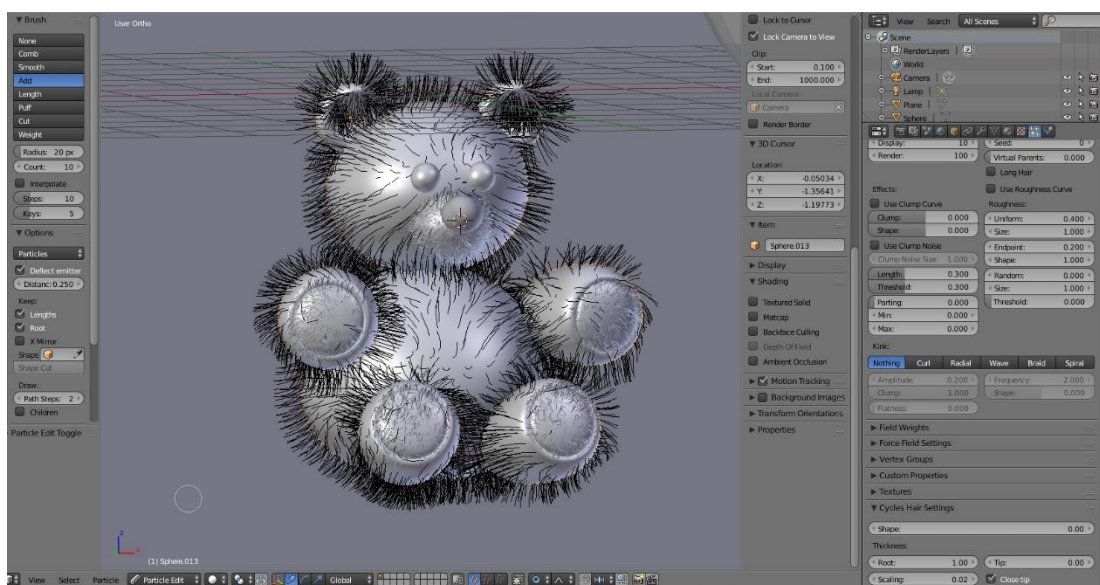 Brush
None
Comb
Smooth
Add
Length
Puff
Cut
Weight
Radius: 20 px
Count: 10
Interpolate
Steps: 10
Keys: 5
Options
Particles
Deflect emitter
Distanc: 0.250
Keep:
Lengths
Root
X Mirror
Shape
Shape Cut
Draw:
Path Steps: 2
Children
Particle Edit Toggle
User Ortho
(1) Sphere.013
Lock to Cursor
Lock Camera to View
Clip:
Start: 0.100
End: 1000.000
Local Camera:
Camera
Render Border
3D Cursor
Location:
X: -0.05034
Y: -1.35641
Z: -1.19773
Item
Sphere.013
Display
Shading
Textured Solid
Matcap
Backface Culling
Depth Of Field
Ambient Occlusion
Motion Tracking
Background Images
Transform Orientations
Properties
View Search All Scenes
Scene
RenderLayers
World
Camera
Lamp
Plane
Sphere
Display: 10
Render: 100
Seed: 0
Virtual Parents: 0.000
Long Hair
Effects:
Use Clump Curve
Clump: 0.000
Shape: 0.000
Use Clump Noise
Clump Noise Size: 1.000
Length: 0.300
Threshold: 0.300
Parting: 0.000
Min: 0.000
Max: 0.000
Use Roughness Curve
Roughness:
Uniform: 0.400
Size: 1.000
Endpoint: 0.200
Shape: 1.000
Random: 0.000
Size: 1.000
Threshold: 0.000
Kink:
Nothing Curl Radial Wave Braid Spiral
Amplitude: 0.200 Frequency: 2.000
Clump: 1.000 Shape: 0.000
Flatness: 0.000
Field Weights
Force Field Settings
Vertex Groups
Custom Properties
Textures
Cycles Hair Settings
Shape: 0.00
Thickness:
Root: 1.00 Tip: 0.00
Scaling: 0.02 Close tip
View Select Particle Particle Edit Global
z
x